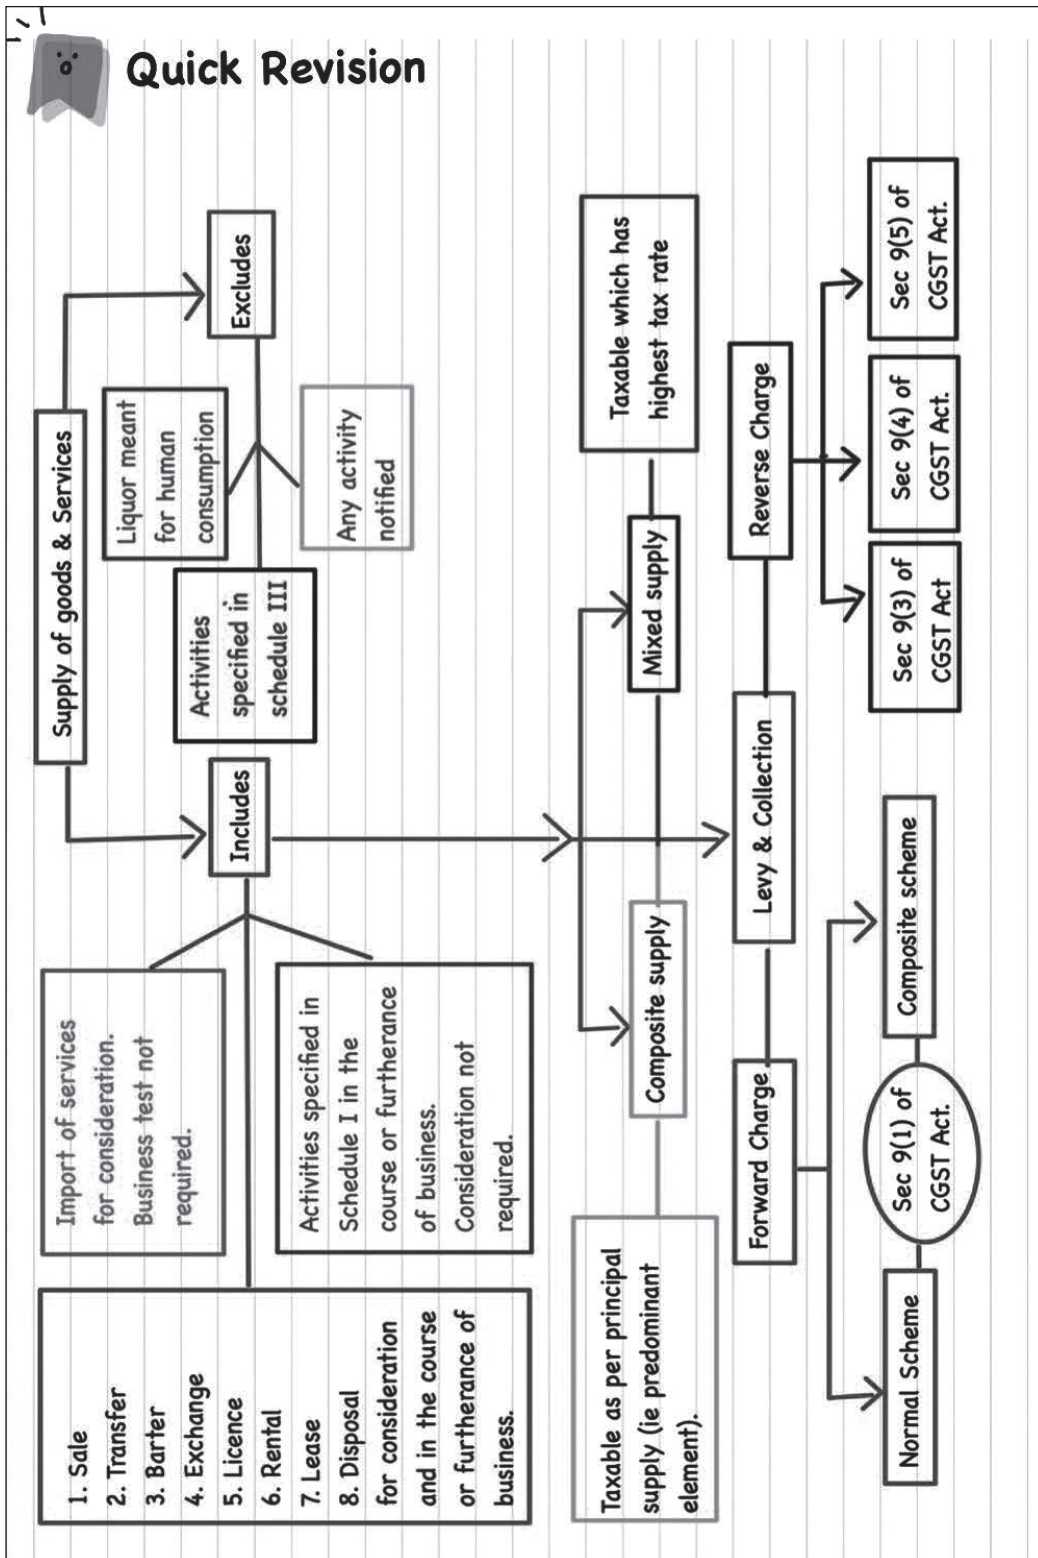 Quick Revision
Supply of goods & Services
Includes
Excludes
1. Sale
2. Transfer
3. Barter
4. Exchange
5. Licence
6. Rental
7. Lease
8. Disposal
for consideration
and in the course
or furtherance of
business.
Import of services
for consideration.
Business test not
required.
Activities specified in
Schedule I in the
course or furtherance
of business.
Consideration not
required.
Activities
specified in
schedule III
Liquor meant
for human
consumption
Any activity
notified
Taxable as per principal
supply (ie predominant
element).
Composite supply
Mixed supply
Taxable which has
highest tax rate
Forward Charge
Levy & Collection
Reverse Charge
Normal Scheme
Sec 9(1) of
CGST Act.
Composite scheme
Sec 9(3) of
CGST Act
Sec 9(4) of
CGST Act.
Sec 9(5) of
CGST Act.